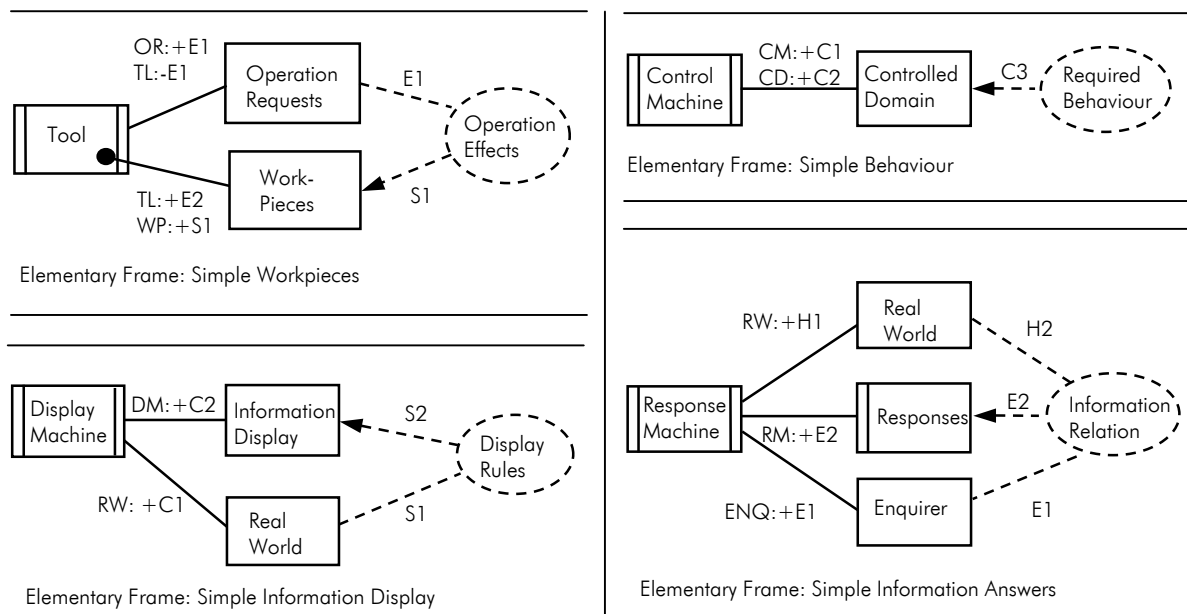 OR:+E1
TL:-E1
Operation
Requests
E1
Tool
Operation
Effects
Work-
Pieces
S1
TL:+E2
WP:+S1
Elementary Frame: Simple Workpieces
Display
Machine
DM:+C2
Information
Display
S2
Display
Rules
RW: +C1
Real
World
S1
Elementary Frame: Simple Information Display
Control
Machine
CM:+C1
CD:+C2
Controlled
Domain
C3
Required
Behaviour
Elementary Frame: Simple Behaviour
RW:+H1
Real
World
H2
Response
Machine
RM:+E2
Responses
E2
Information
Relation
ENQ:+E1
Enquirer
E1
Elementary Frame: Simple Information Answers